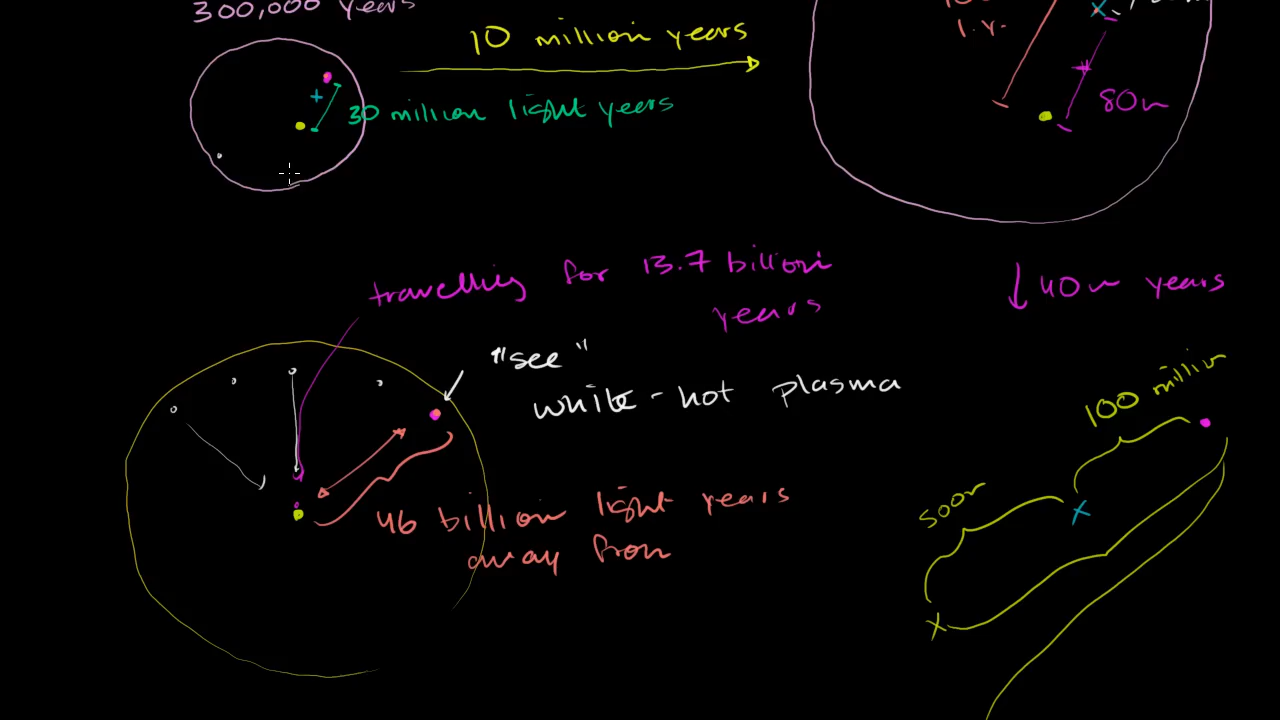 300,000 years
10 million years
30 million light years
l.y.
80m
travelling for 13.7 billion
years
↓ 40m years
"see"
white-hot plasma
100 million
46 billion light years
away from